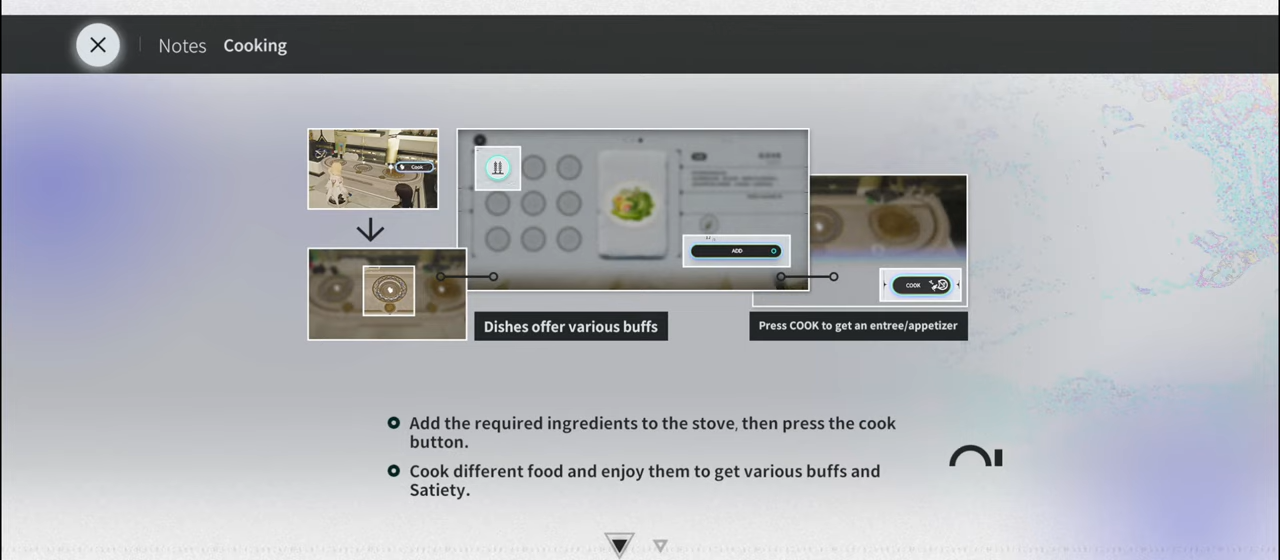 Notes Cooking
Cook
ADD
COOK
Dishes offer various buffs
Press COOK to get an entree/appetizer
Add the required ingredients to the stove, then press the cook
button.
Cook different food and enjoy them to get various buffs and
Satiety.